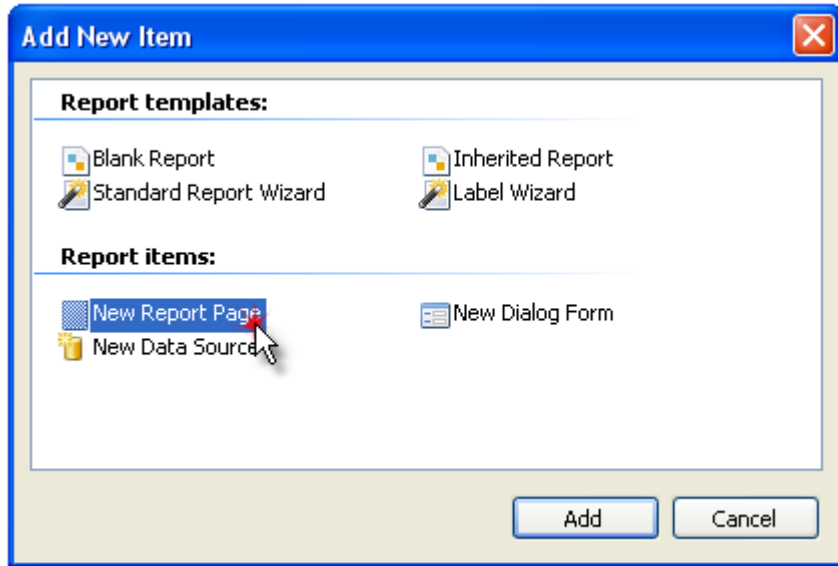 Add New Item
Report templates:
Blank Report Inherited Report
Standard Report Wizard Label Wizard
Report items:
New Report Page New Dialog Form
New Data Source
Add Cancel